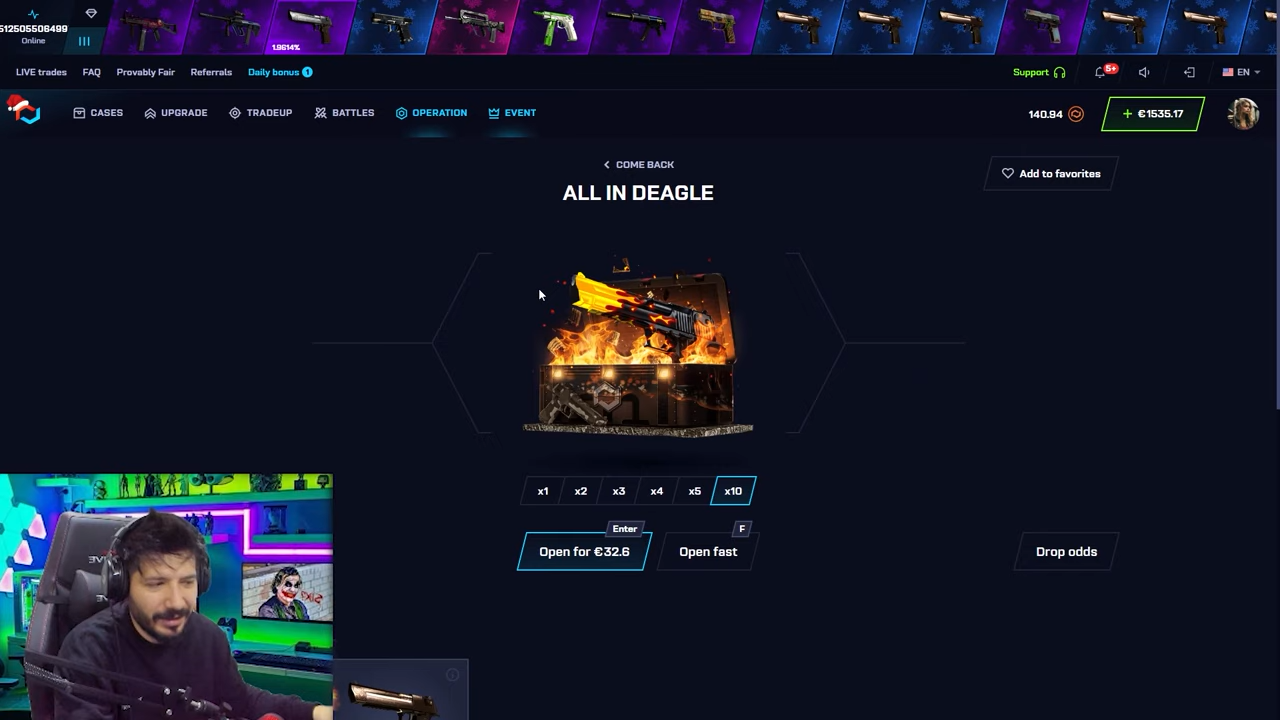 512505506499
Online
1.9614%
LIVE trades
FAQ
Provably Fair
Referrals
Daily bonus 1
Support
5+
EN
CASES
UPGRADE
TRADEUP
BATTLES
OPERATION
EVENT
140.94
+ €1535.17
COME BACK
Add to favorites
ALL IN DEAGLE
x1
x2
x3
x4
x5
x10
Enter
F
Open for €32.6
Open fast
Drop odds